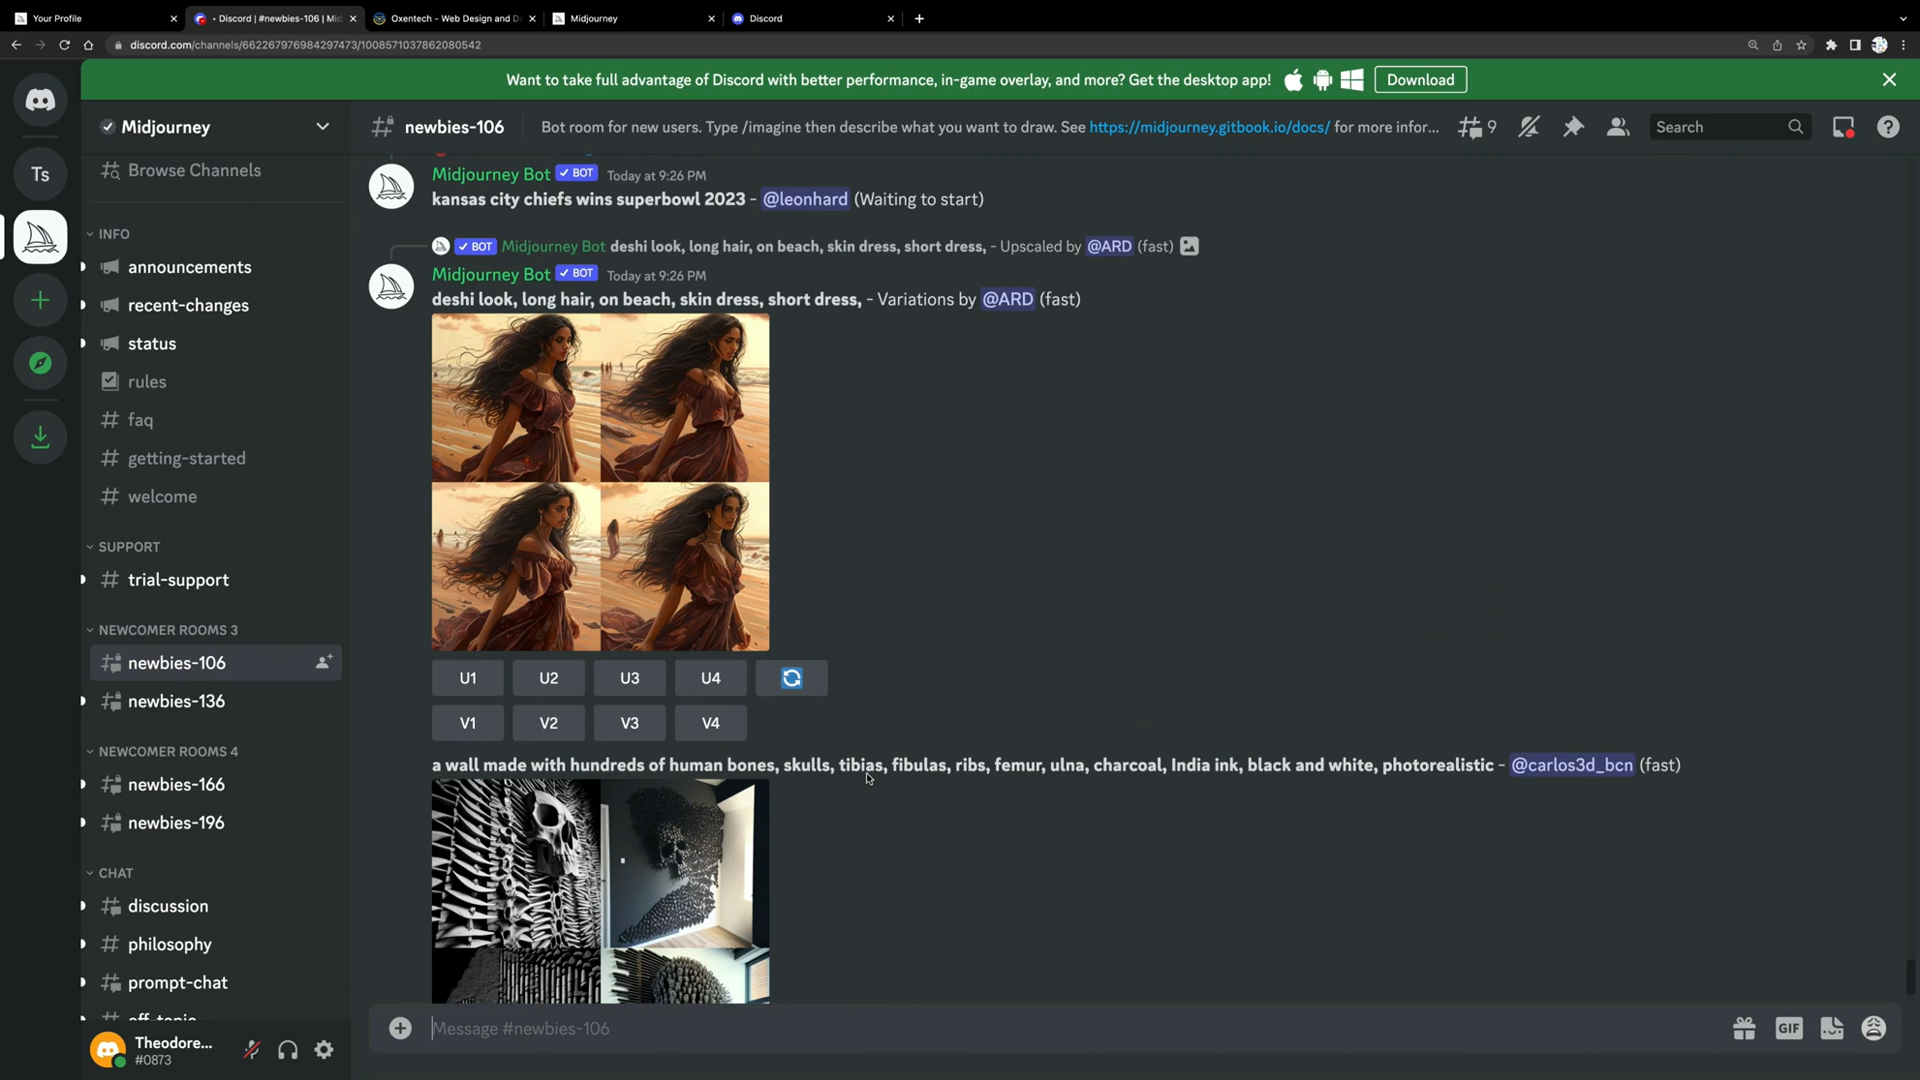 Your Profile
• Discord | #newbies-106 | Mid
Oxentech - Web Design and D
Midjourney
Discord
discord.com/channels/662267976984297473/1008571037862080542
Want to take full advantage of Discord with better performance, in-game overlay, and more? Get the desktop app!
Download
Midjourney
newbies-106
Bot room for new users. Type /imagine then describe what you want to draw. See https://midjourney.gitbook.io/docs/ for more infor...
9
Search
Ts
Browse Channels
INFO
announcements
recent-changes
status
rules
faq
getting-started
welcome
SUPPORT
trial-support
NEWCOMER ROOMS 3
newbies-106
newbies-136
NEWCOMER ROOMS 4
newbies-166
newbies-196
CHAT
discussion
philosophy
prompt-chat
off-topic
Theodore...
#0873
Midjourney Bot BOT Today at 9:26 PM
kansas city chiefs wins superbowl 2023 - @leonhard (Waiting to start)
BOT Midjourney Bot deshi look, long hair, on beach, skin dress, short dress, - Upscaled by @ARD (fast)
Midjourney Bot BOT Today at 9:26 PM
deshi look, long hair, on beach, skin dress, short dress, - Variations by @ARD (fast)
U1 U2 U3 U4
V1 V2 V3 V4
a wall made with hundreds of human bones, skulls, tibias, fibulas, ribs, femur, ulna, charcoal, India ink, black and white, photorealistic - @carlos3d_bcn (fast)
Message #newbies-106
GIF